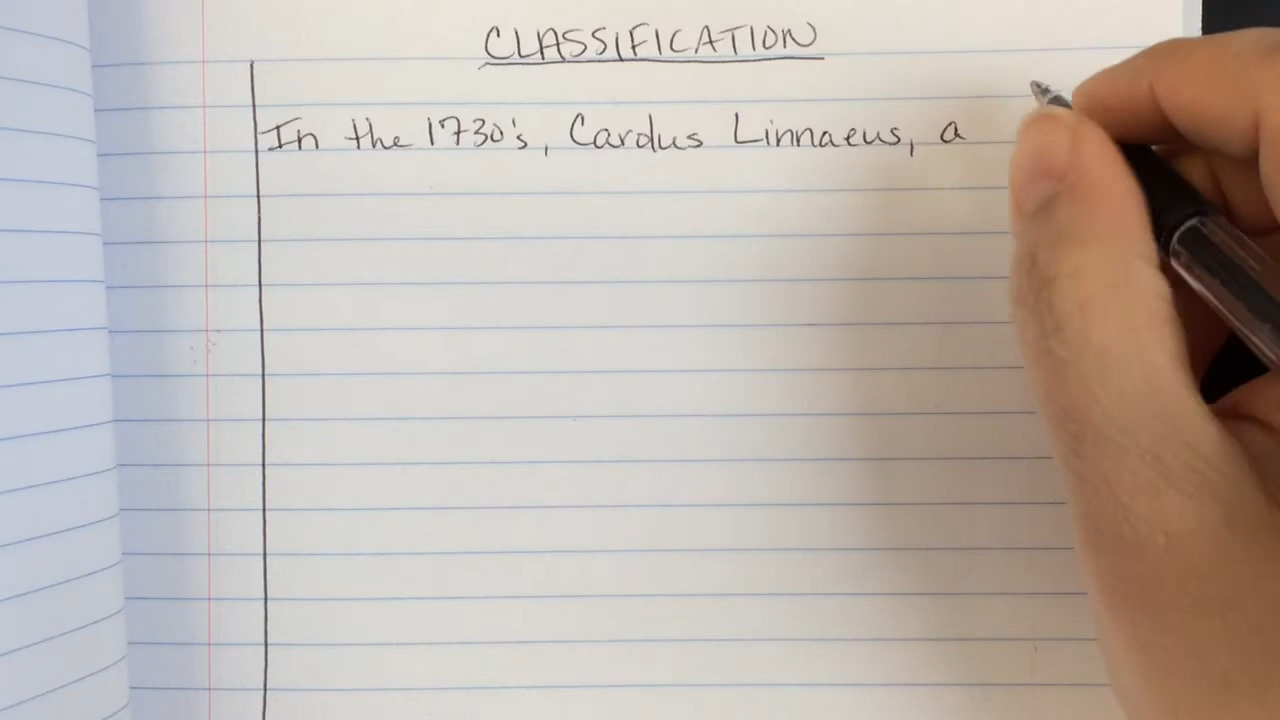 CLASSIFICATION
In the 1730's, Carolus Linnaeus, a